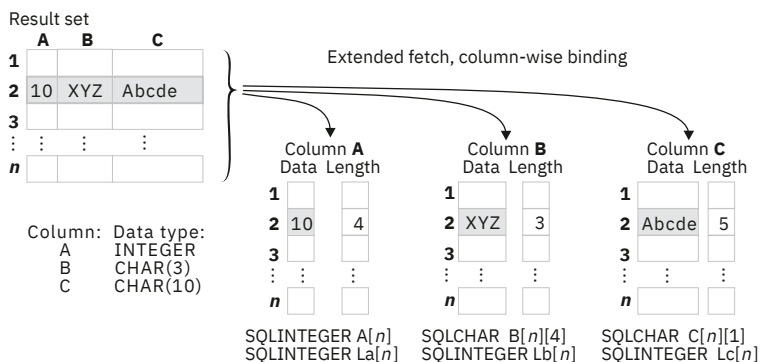 Result set
A B C
1
2 10 XYZ Abcde
3
⋮ ⋮ ⋮ ⋮
n
Extended fetch, column-wise binding
Column: Data type:
A INTEGER
B CHAR(3)
C CHAR(10)
Column A
Data Length
1
2 10 4
3
⋮ ⋮ ⋮
n
SQLINTEGER A[n]
SQLINTEGER La[n]
Column B
Data Length
1
2 XYZ 3
3
⋮ ⋮ ⋮
n
SQLCHAR B[n][4]
SQLINTEGER Lb[n]
Column C
Data Length
1
2 Abcde 5
3
⋮ ⋮ ⋮
n
SQLCHAR C[n][1]
SQLINTEGER Lc[n]